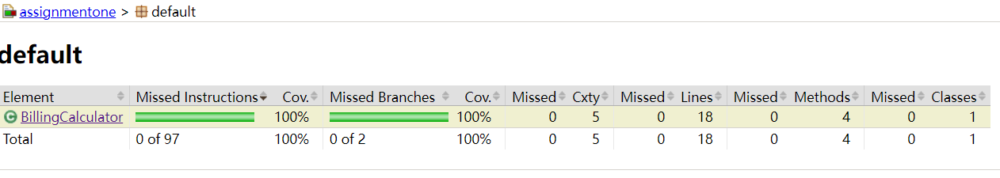 assignmentone > default
default
Element Missed Instructions Cov. Missed Branches Cov. Missed Cxty Missed Lines Missed Methods Missed Classes
C BillingCalculator 100% 100% 0 5 0 18 0 4 0 1
Total 0 of 97 100% 0 of 2 100% 0 5 0 18 0 4 0 1